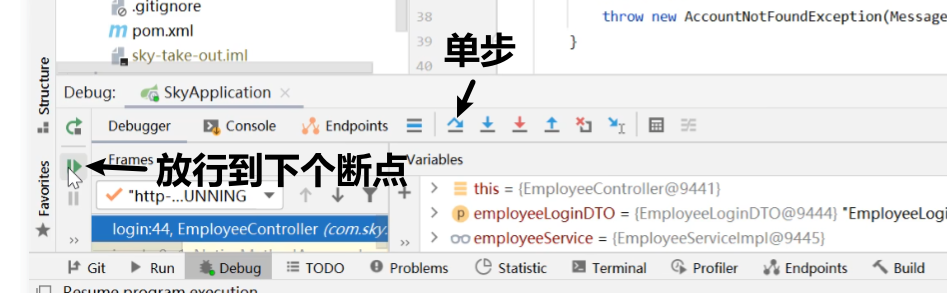 .gitignore
pom.xml
sky-take-out.iml
38
throw new AccountNotFoundException(Message
39
}
40
单步
Structure
Debug:
SkyApplication
Debugger
Console
Endpoints
放行到下个断点
Frames
Variables
Favorites
"http-...UNNING
this = {EmployeeController@9441}
employeeLoginDTO = {EmployeeLoginDTO@9444} "EmployeeLogi
login:44, EmployeeController (com.sky.
employeeService = {EmployeeServiceImpl@9445}
Git
Run
Debug
TODO
Problems
Statistic
Terminal
Profiler
Endpoints
Build
Resume program execution